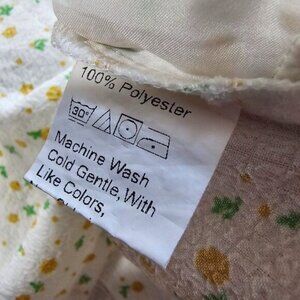 100% Polyester
30°
Machine Wash
Cold Gentle, With
Like Colors,